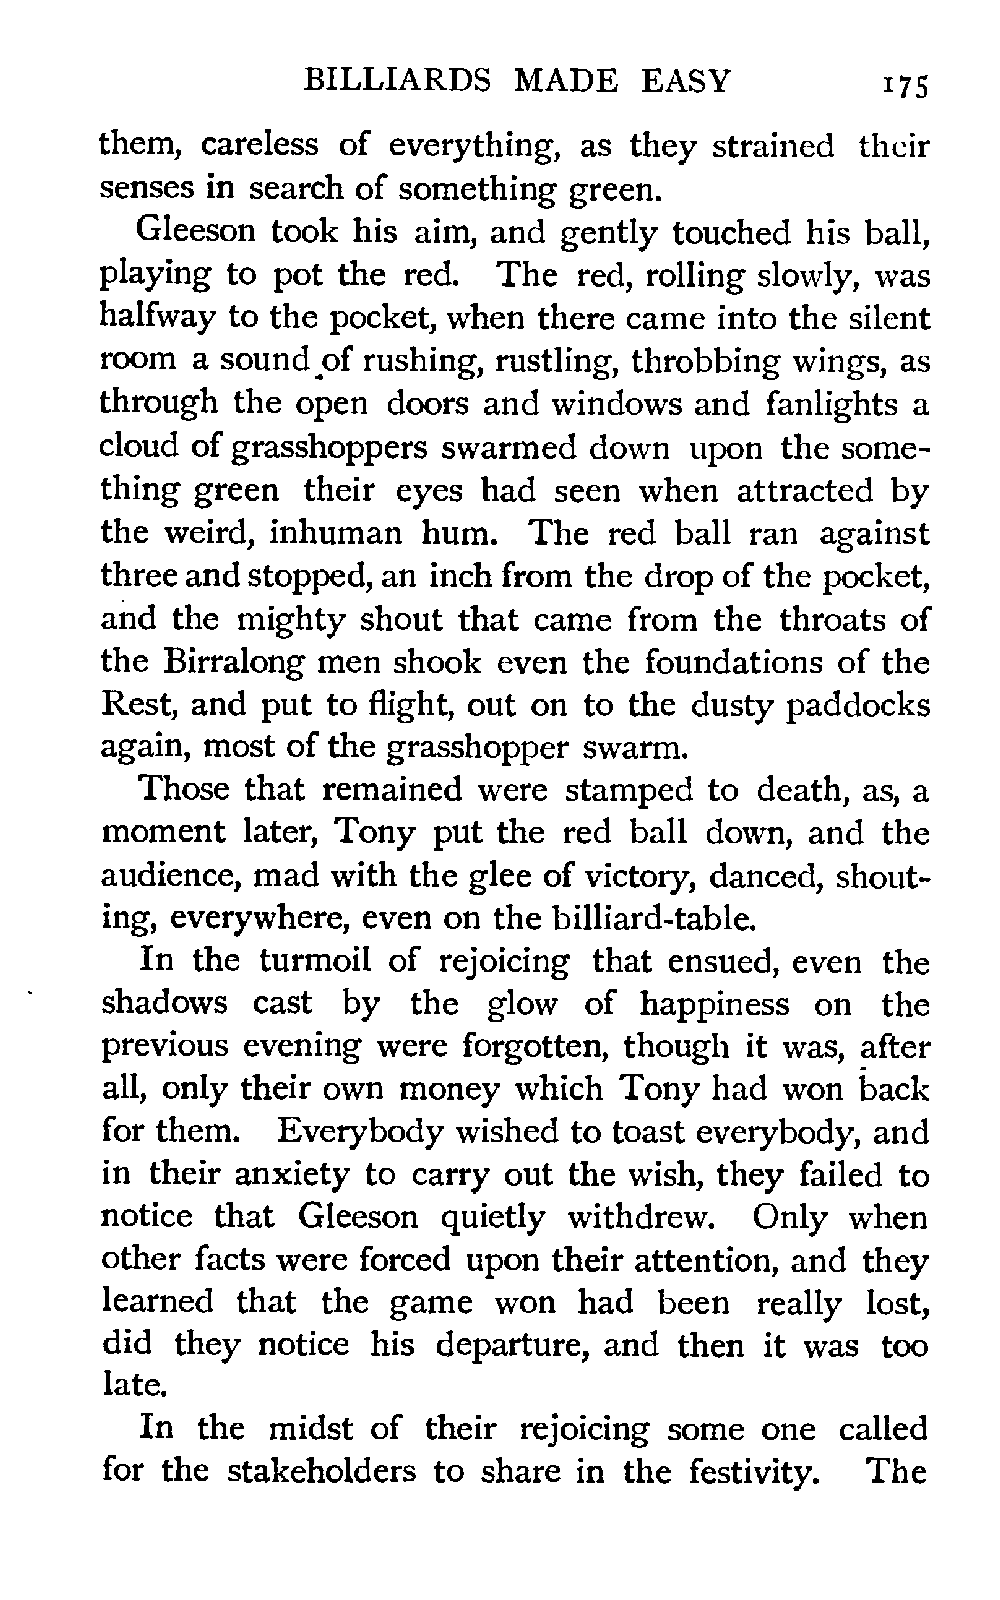 BILLIARDS MADE EASY 175
them, careless of everything, as they strained their
senses in search of something green.
Gleeson took his aim, and gently touched his ball,
playing to pot the red. The red, rolling slowly, was
halfway to the pocket, when there came into the silent
room a sound of rushing, rustling, throbbing wings, as
through the open doors and windows and fanlights a
cloud of grasshoppers swarmed down upon the some-
thing green their eyes had seen when attracted by
the weird, inhuman hum. The red ball ran against
three and stopped, an inch from the drop of the pocket,
and the mighty shout that came from the throats of
the Birralong men shook even the foundations of the
Rest, and put to flight, out on to the dusty paddocks
again, most of the grasshopper swarm.
Those that remained were stamped to death, as, a
moment later, Tony put the red ball down, and the
audience, mad with the glee of victory, danced, shout-
ing, everywhere, even on the billiard-table.
In the turmoil of rejoicing that ensued, even the
shadows cast by the glow of happiness on the
previous evening were forgotten, though it was, after
all, only their own money which Tony had won back
for them. Everybody wished to toast everybody, and
in their anxiety to carry out the wish, they failed to
notice that Gleeson quietly withdrew. Only when
other facts were forced upon their attention, and they
learned that the game won had been really lost,
did they notice his departure, and then it was too
late.
In the midst of their rejoicing some one called
for the stakeholders to share in the festivity. The